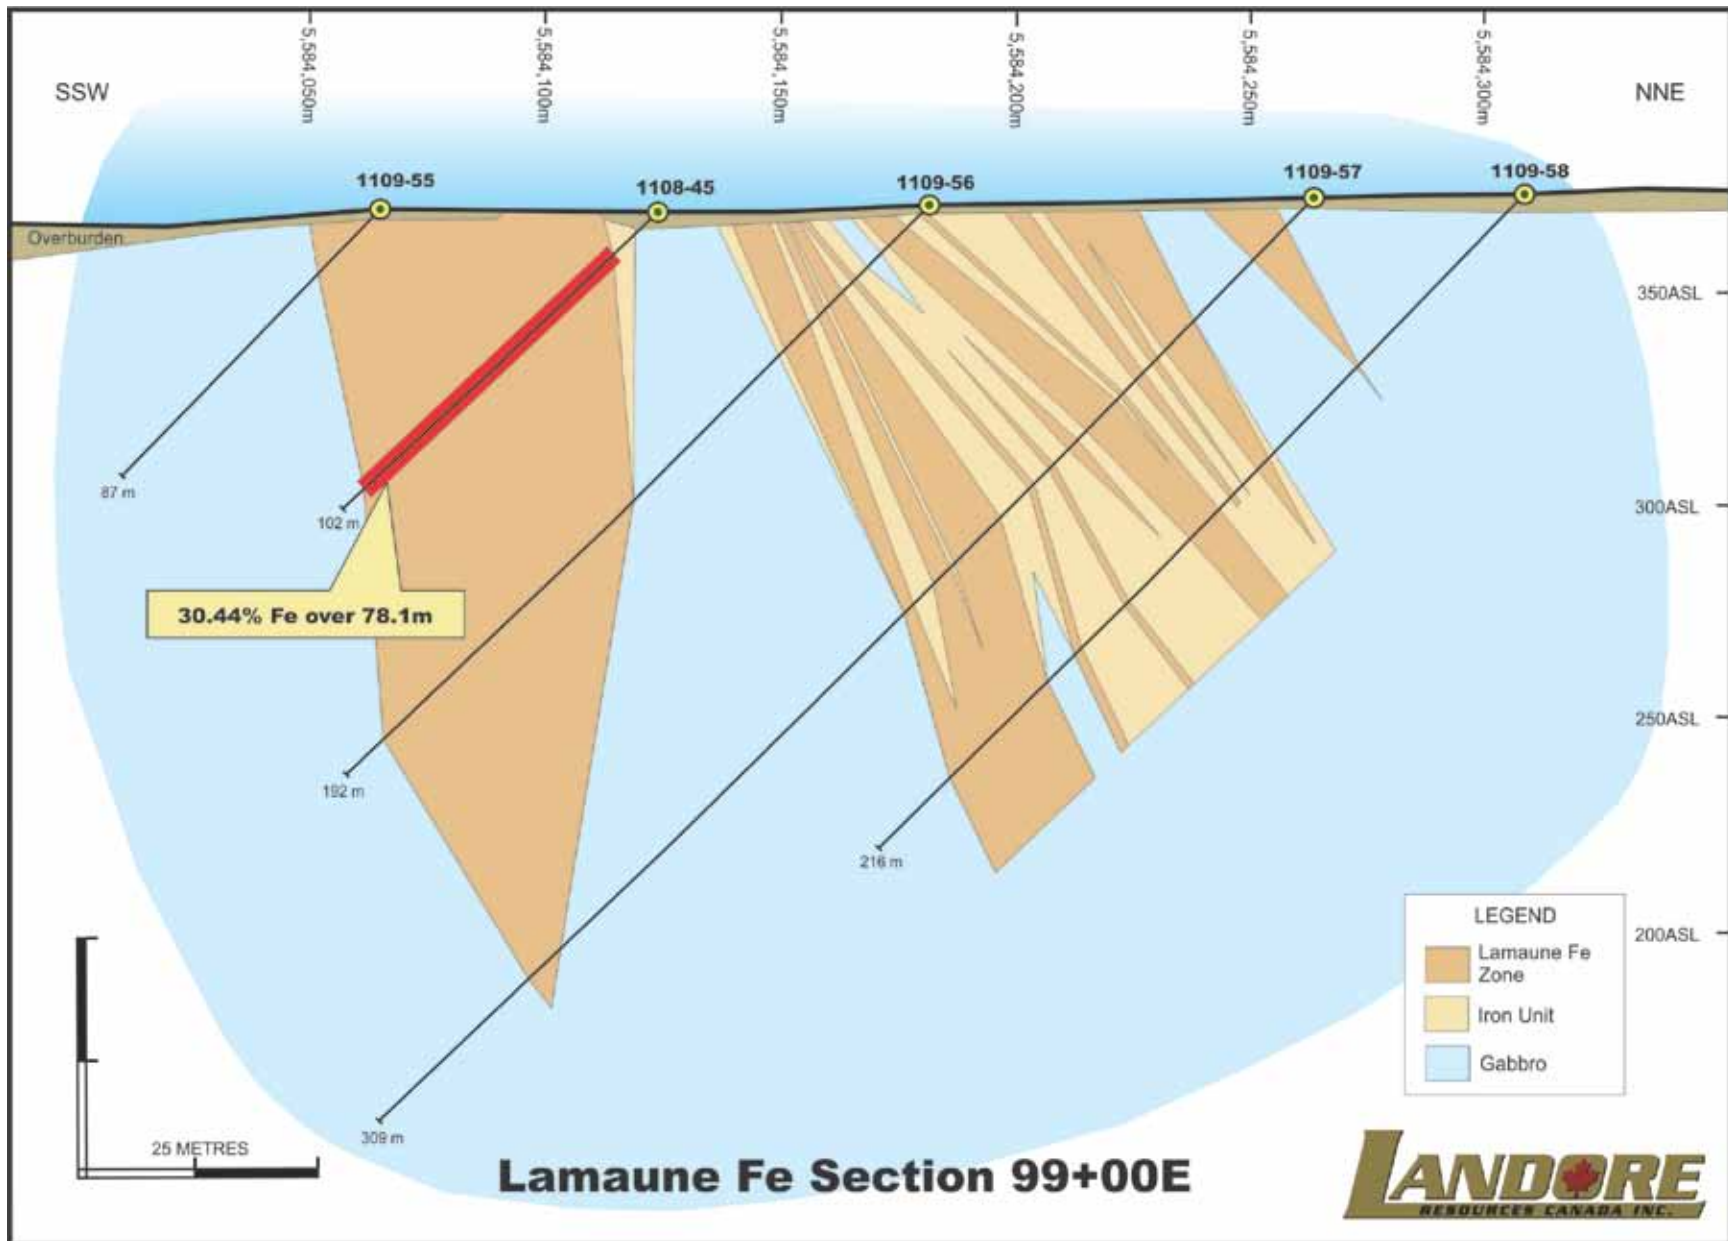 5,584,050m
5,584,100m
5,584,150m
5,584,200m
5,584,250m
5,584,300m
SSW
NNE
1109-55
1108-45
1109-56
1109-57
1109-58
Overburden
350ASL
87 m
102 m
300ASL
30.44% Fe over 78.1m
250ASL
192 m
216 m
LEGEND
Lamaune Fe
Zone
Iron Unit
Gabbro
200ASL
309 m
25 METRES
Lamaune Fe Section 99+00E
LANDORE
RESOURCES CANADA INC.